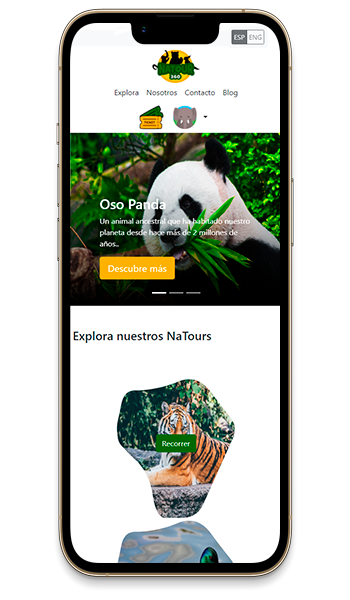 ESP ENG
NATOURS
360
Explora Nosotros Contacto Blog
TICKET
Oso Panda
Un animal ancestral que ha habitado nuestro
planeta desde hace más de 2 millones de
años..
Descubre más
Explora nuestros NaTours
Recorrer